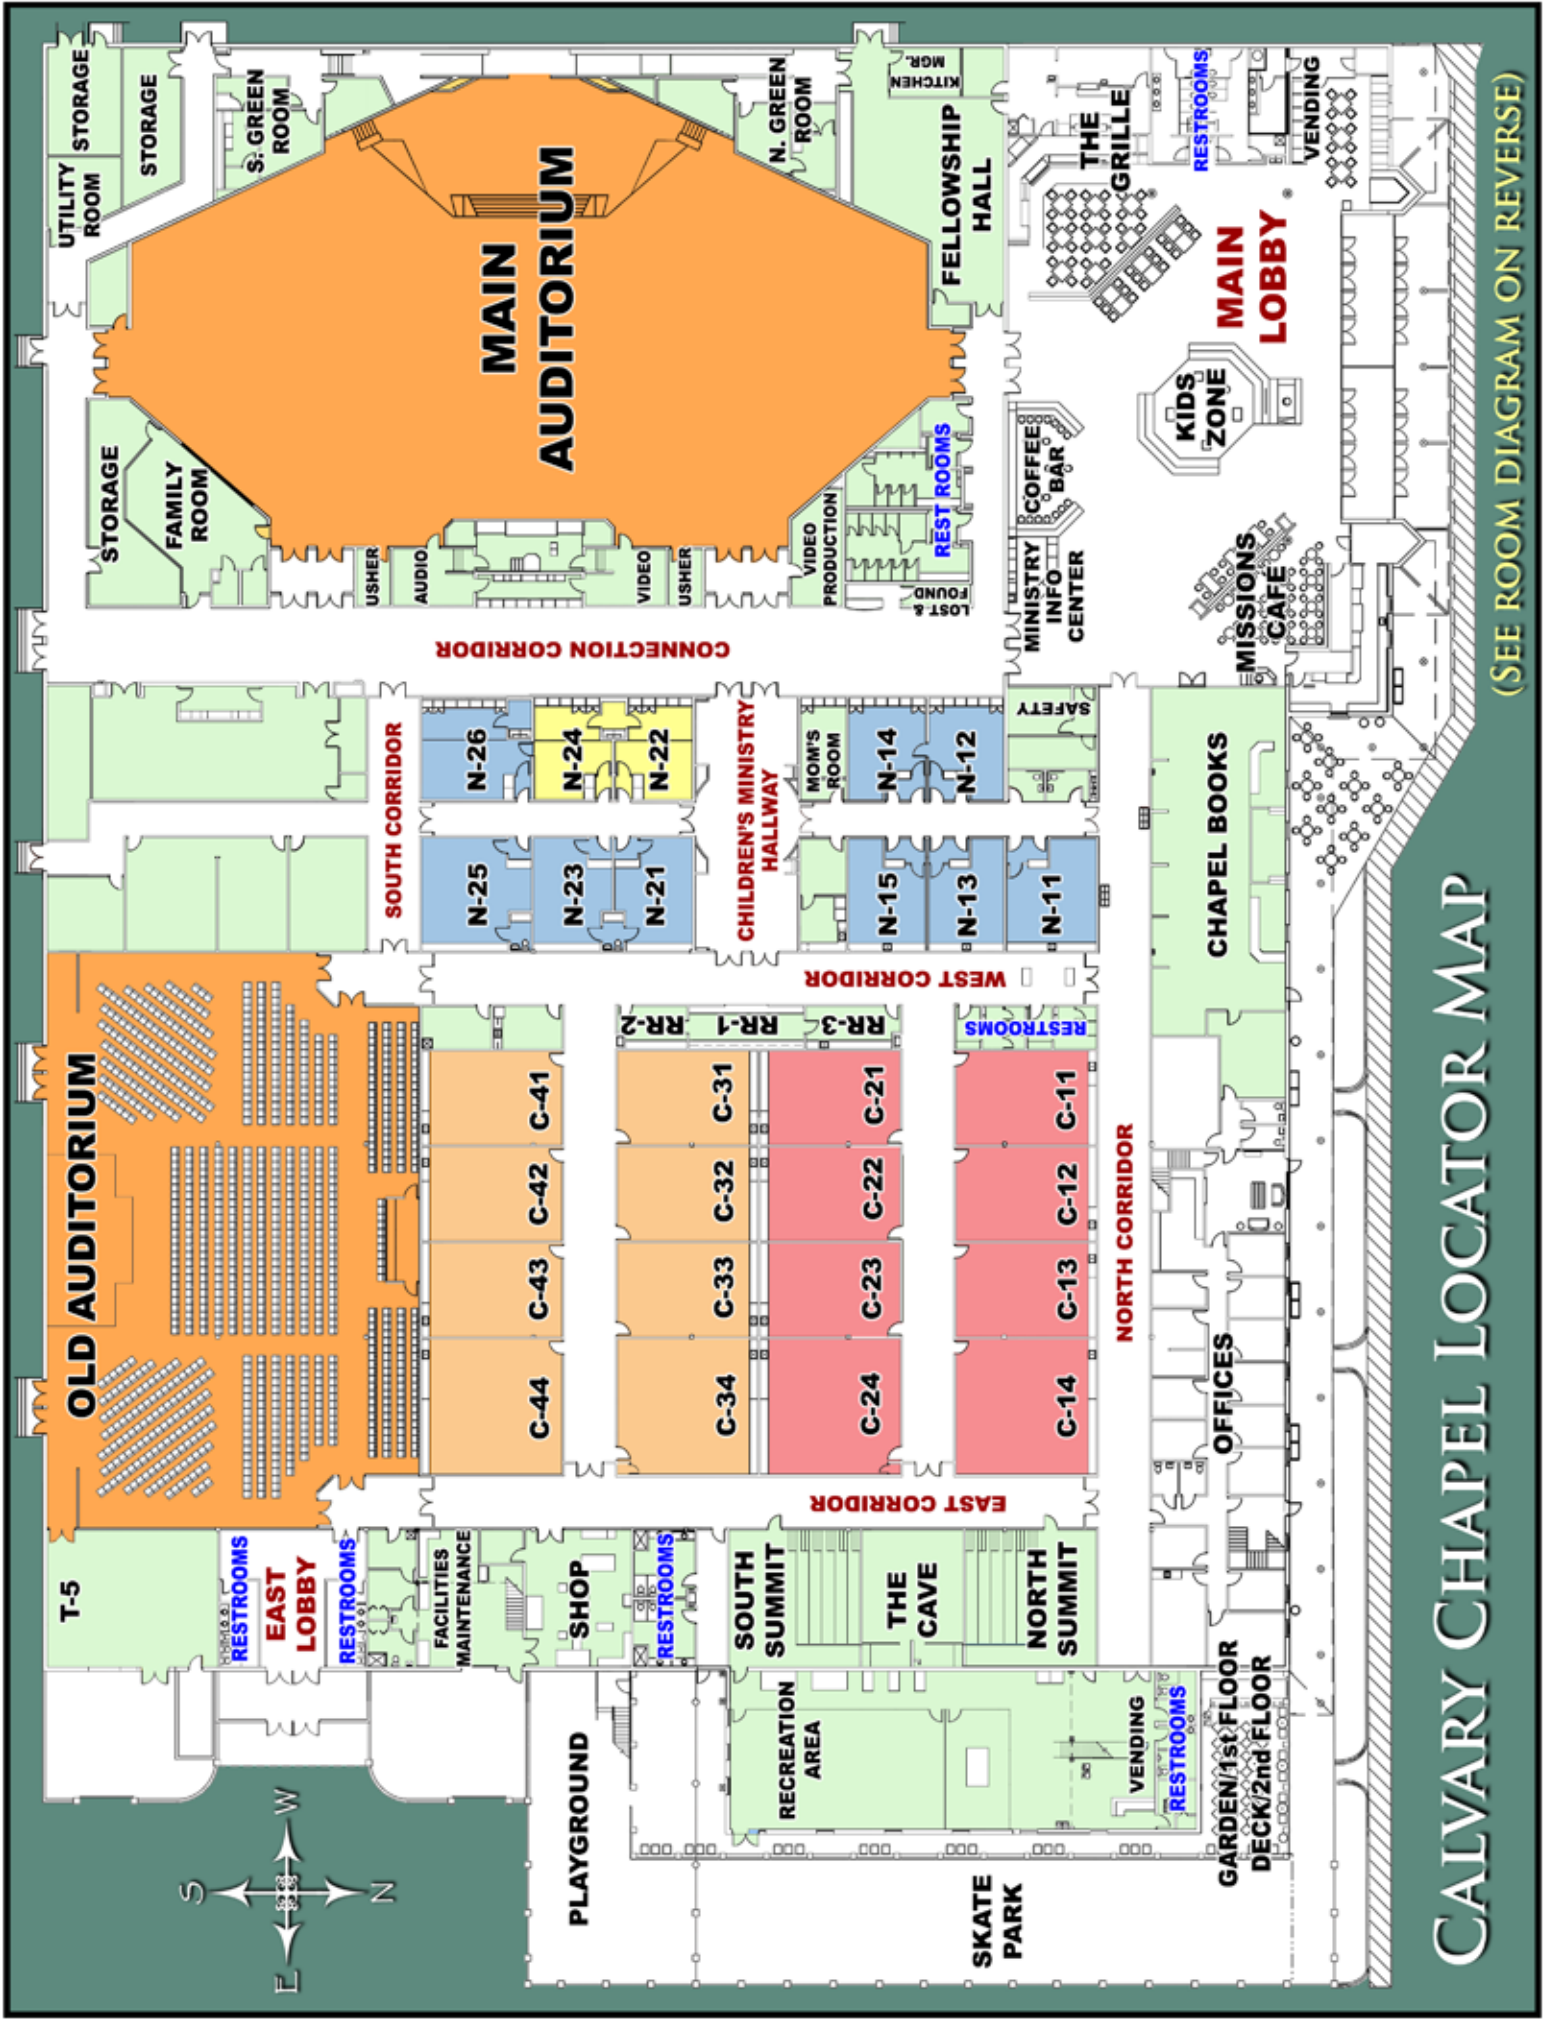 CALVARY CHAPEL LOCATOR MAP
(SEE ROOM DIAGRAM ON REVERSE)
STORAGE
STORAGE
UTILITY
ROOM
S. GREEN
ROOM
MAIN
AUDITORIUM
N. GREEN
ROOM
KITCHEN
MGR.
FELLOWSHIP
HALL
THE
GRILLE
RESTROOMS
VENDING
MAIN
LOBBY
KIDS
ZONE
COFFEE
BAR
MINISTRY
INFO
CENTER
MISSIONS
CAFE
STORAGE
FAMILY
ROOM
USHER
AUDIO
VIDEO
USHER
VIDEO
PRODUCTION
REST ROOMS
LOST &
FOUND
CONNECTION CORRIDOR
SOUTH CORRIDOR
N-26
N-24
N-22
CHILDREN'S MINISTRY
HALLWAY
MOM'S
ROOM
N-14
N-12
SAFETY
N-25
N-23
N-21
N-15
N-13
N-11
CHAPEL BOOKS
WEST CORRIDOR
OLD AUDITORIUM
RR-2
RR-1
RR-3
RESTROOMS
C-41
C-31
C-21
C-11
C-42
C-32
C-22
C-12
C-43
C-33
C-23
C-13
C-44
C-34
C-24
C-14
NORTH CORRIDOR
OFFICES
EAST CORRIDOR
T-5
RESTROOMS
EAST
LOBBY
RESTROOMS
FACILITIES
MAINTENANCE
SHOP
RESTROOMS
SOUTH
SUMMIT
THE
CAVE
NORTH
SUMMIT
PLAYGROUND
RECREATION
AREA
VENDING
RESTROOMS
GARDEN/1st FLOOR
DECK/2nd FLOOR
SKATE
PARK
S
W
E
N